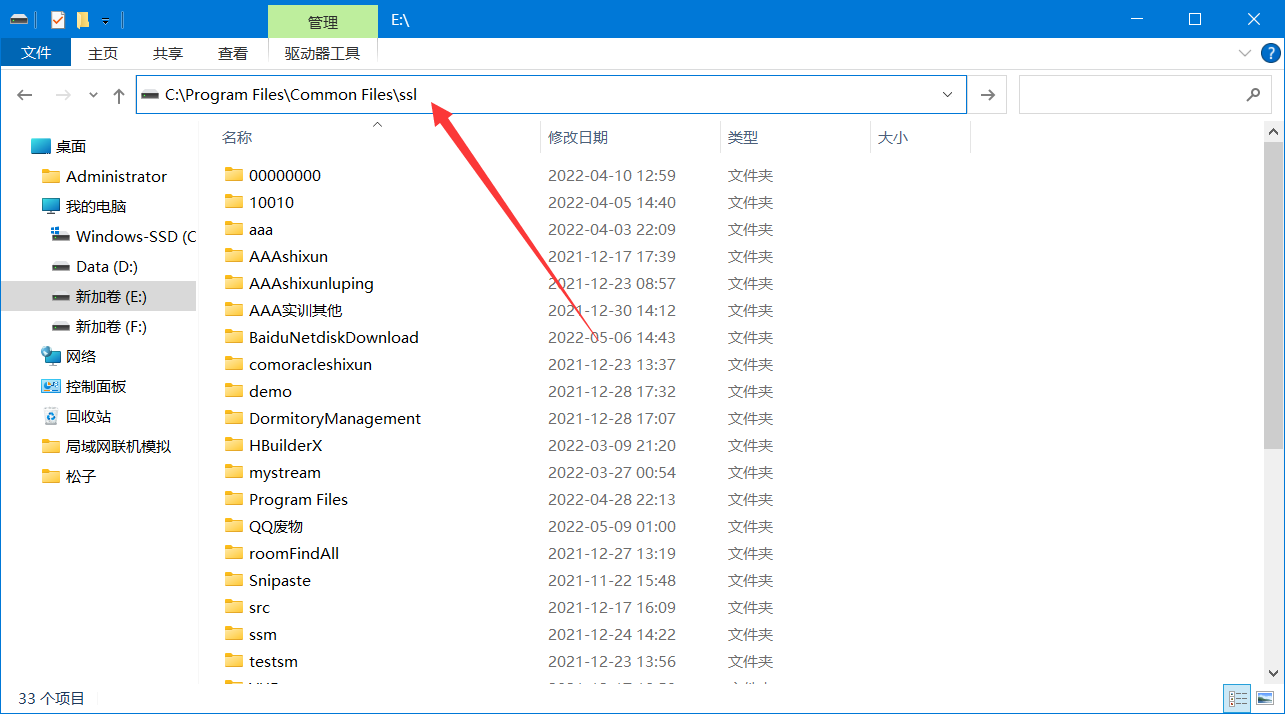 管理
E:\
文件 主页 共享 查看 驱动器工具
C:\Program Files\Common Files\ssl
名称 修改日期 类型 大小
桌面
Administrator
我的电脑
Windows-SSD (C
Data (D:)
新加卷 (E:)
新加卷 (F:)
网络
控制面板
回收站
局域网联机模拟
松子
00000000 2022-04-10 12:59 文件夹
10010 2022-04-05 14:40 文件夹
aaa 2022-04-03 22:09 文件夹
AAAshixun 2021-12-17 17:39 文件夹
AAAshixunluping 2021-12-23 08:57 文件夹
AAA实训其他 2021-12-30 14:12 文件夹
BaiduNetdiskDownload 2022-05-06 14:43 文件夹
comoracleshixun 2021-12-23 13:37 文件夹
demo 2021-12-28 17:32 文件夹
DormitoryManagement 2021-12-28 17:07 文件夹
HBuilderX 2022-03-09 21:20 文件夹
mystream 2022-03-27 00:54 文件夹
Program Files 2022-04-28 22:13 文件夹
QQ废物 2022-05-09 01:00 文件夹
roomFindAll 2021-12-27 13:19 文件夹
Snipaste 2021-11-22 15:48 文件夹
src 2021-12-17 16:09 文件夹
ssm 2021-12-24 14:22 文件夹
testsm 2021-12-23 13:56 文件夹
33 个项目